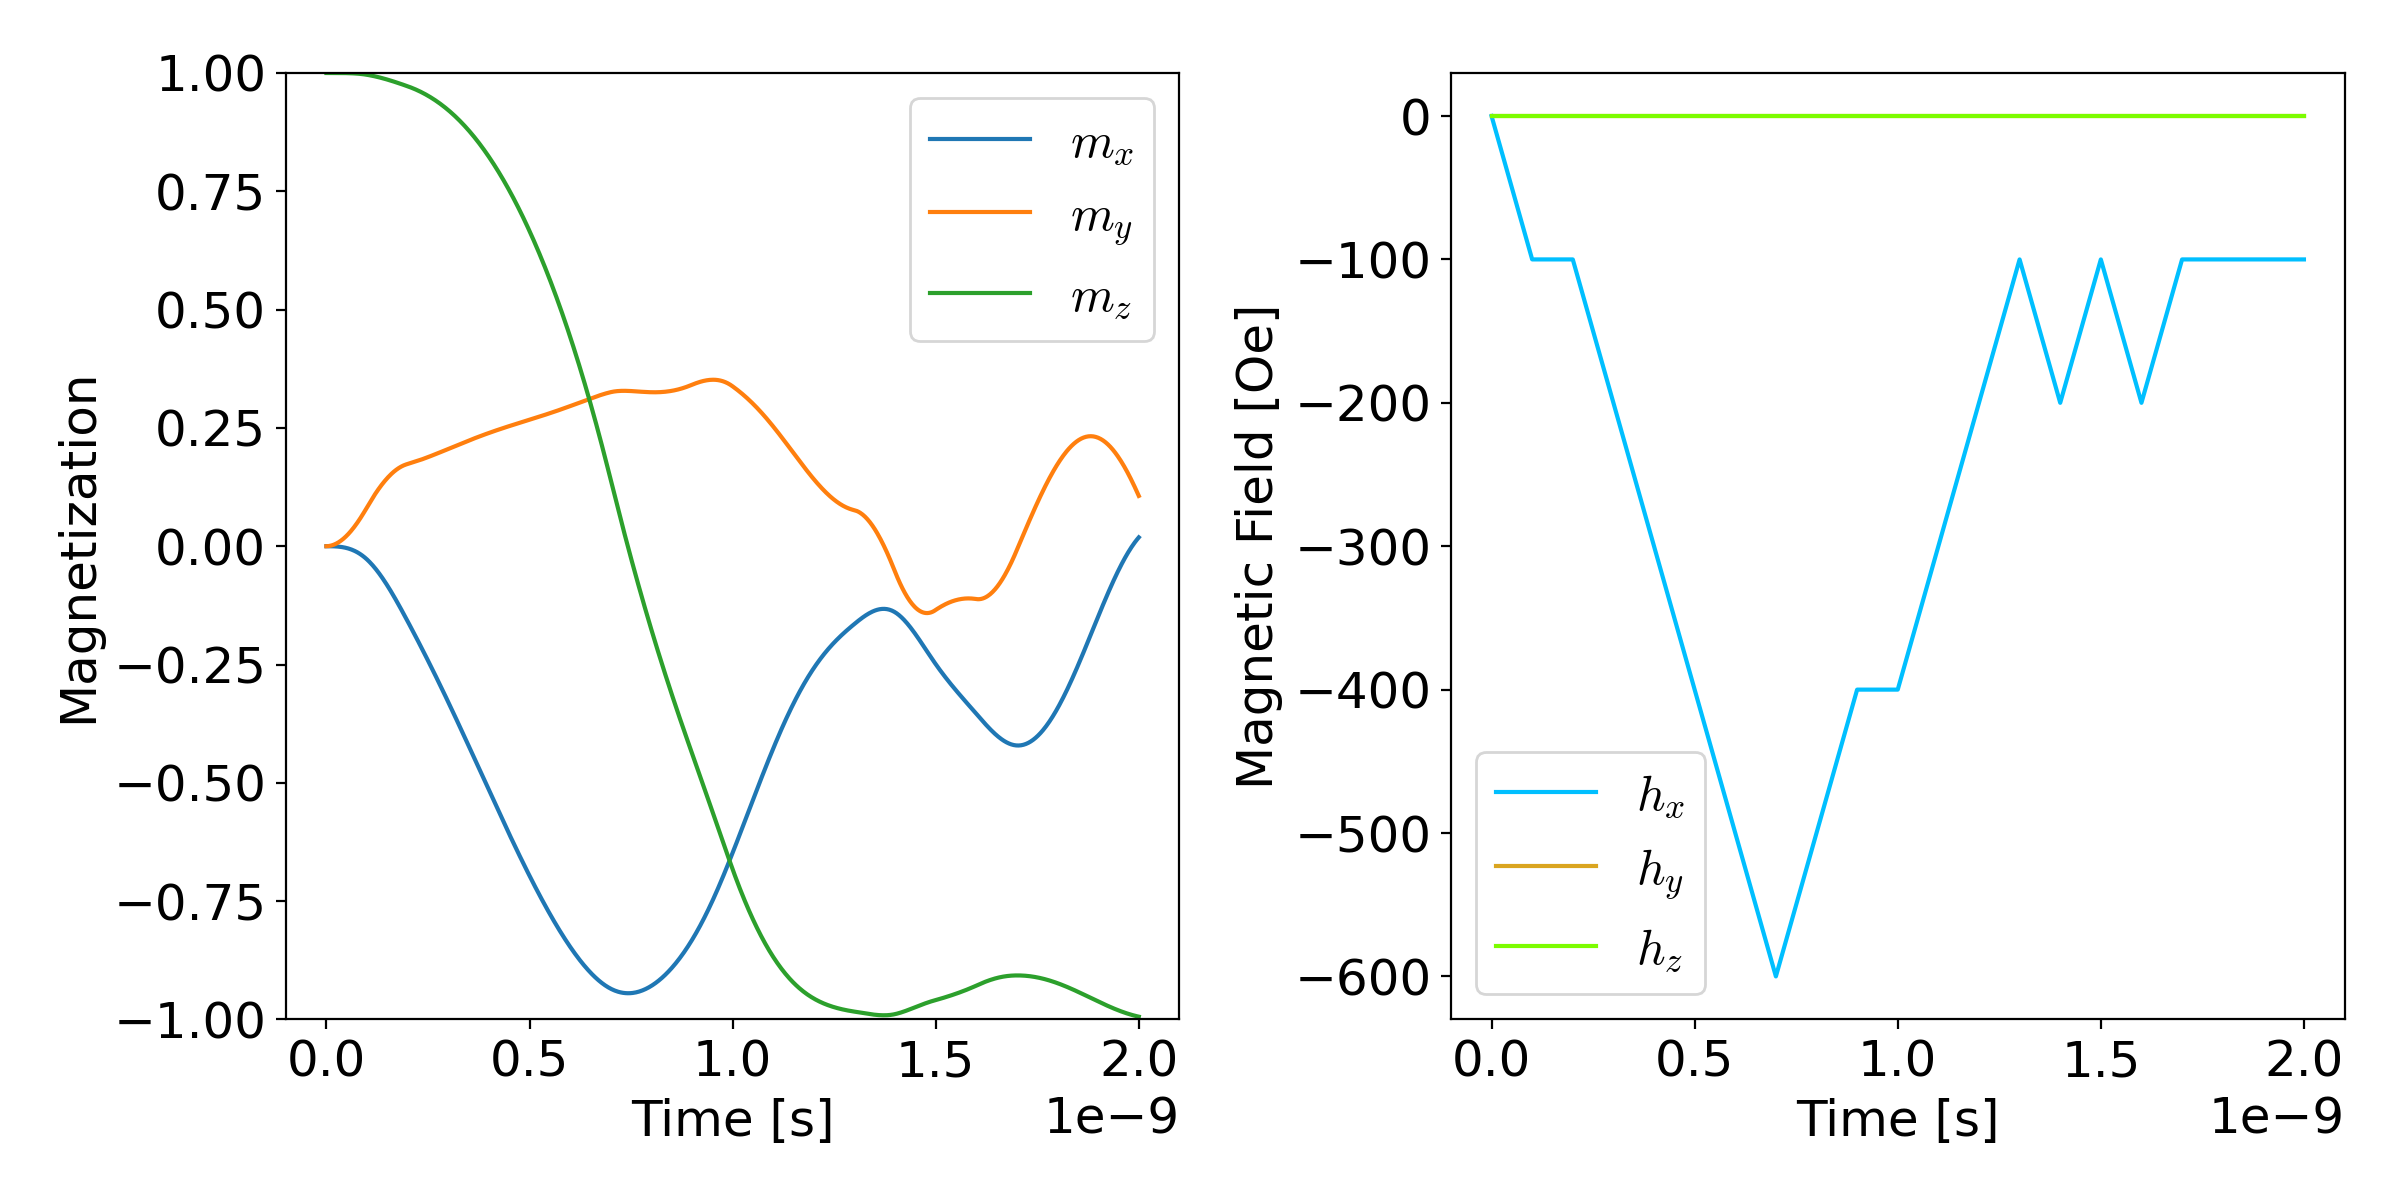 Magnetization
1.00
0.75
0.50
0.25
0.00
−0.25
−0.50
−0.75
−1.00
0.0 0.5 1.0 1.5 2.0
Time [s]
1e−9
m_x
m_y
m_z
Magnetic Field [Oe]
0
−100
−200
−300
−400
−500
−600
0.0 0.5 1.0 1.5 2.0
Time [s]
1e−9
h_x
h_y
h_z